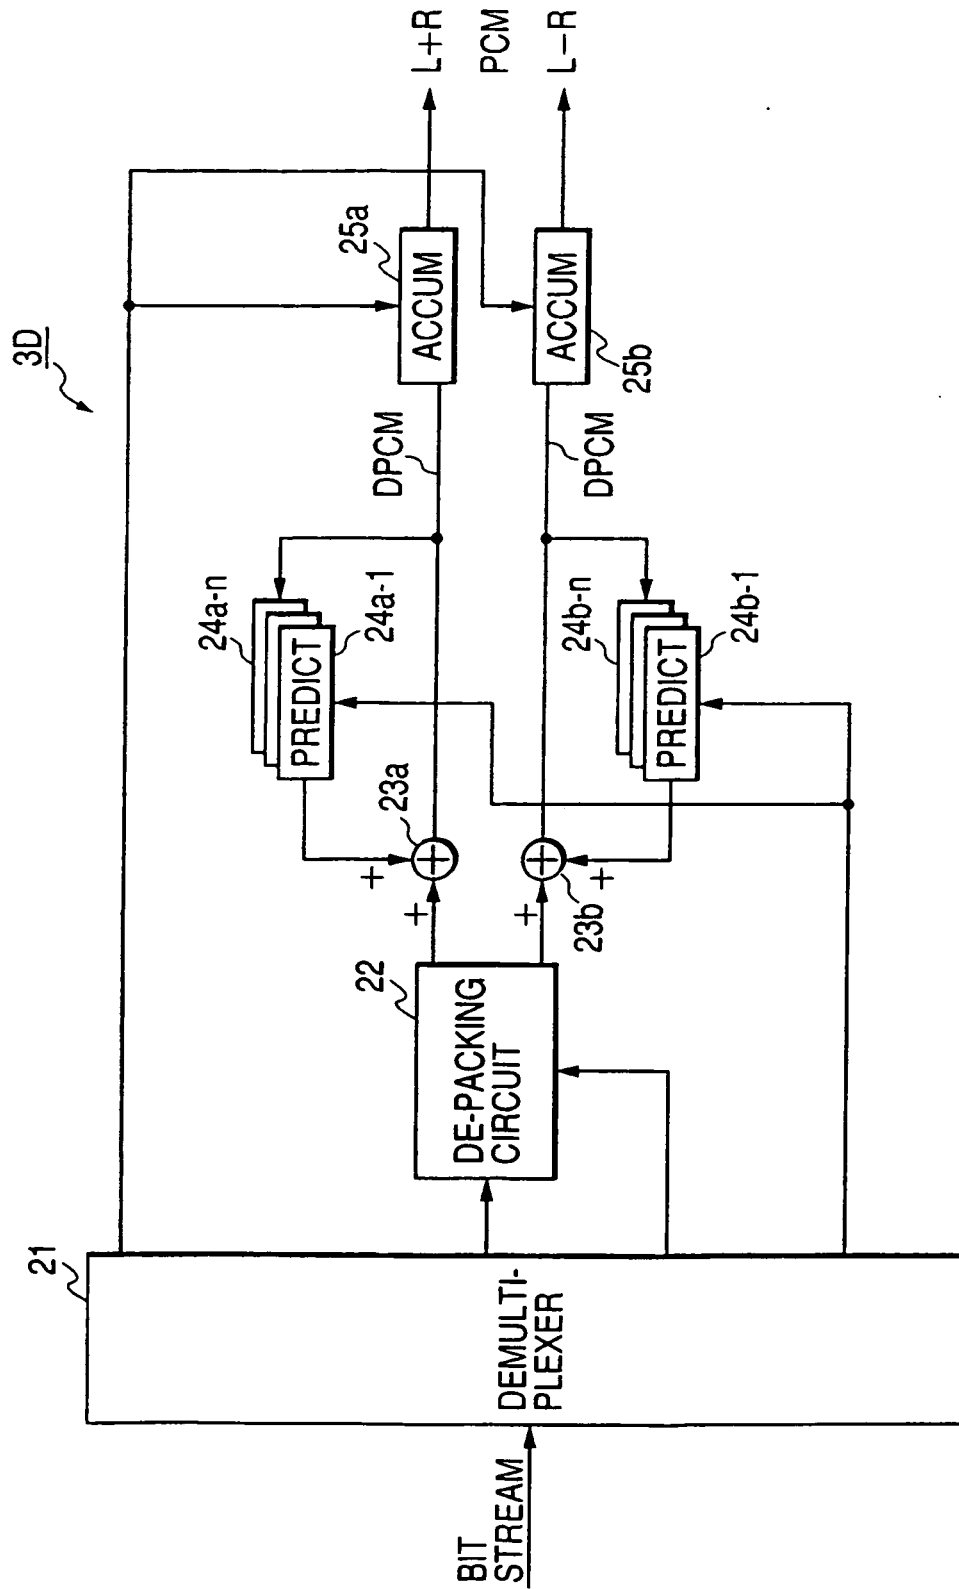 3D
21
BIT
STREAM
DEMULTI-
PLEXER
22
DE-PACKING
CIRCUIT
+
+
23a
+
+
23b
24a-n
PREDICT
24a-1
24b-n
PREDICT
24b-1
DPCM
DPCM
25a
ACCUM
ACCUM
25b
L+R
PCM
L−R